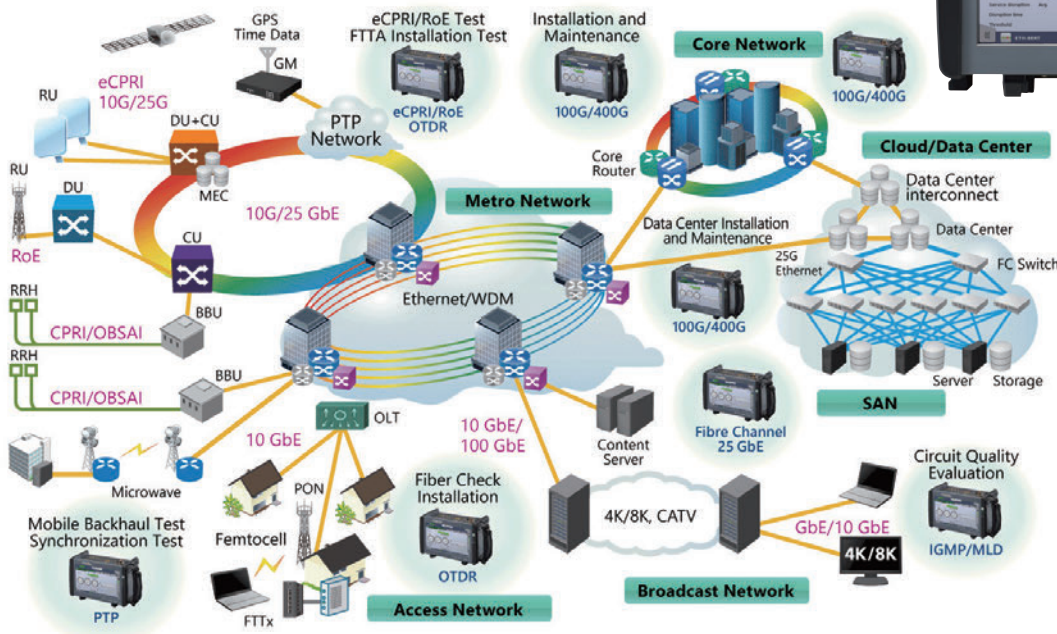 GPS
Time Data
GM
eCPRI/RoE Test
FTTA Installation Test
eCPRI/RoE
OTDR
Installation and
Maintenance
100G/400G
Core Network
100G/400G
Service disruption Avg
Disruption time
Threshold
eCPRI
10G/25G
RU
DU+CU
MEC
PTP
Network
Core
Router
Cloud/Data Center
Data Center
interconnect
RU
DU
RoE
10G/25 GbE
CU
Metro Network
Data Center Installation
and Maintenance
100G/400G
25G
Ethernet
Data Center
FC Switch
Ethernet/WDM
RRH
CPRI/OBSAI
BBU
RRH
CPRI/OBSAI
BBU
Server
Storage
SAN
OLT
10 GbE
10 GbE/
100 GbE
Content
Server
Fibre Channel
25 GbE
Microwave
PON
Fiber Check
Installation
OTDR
4K/8K, CATV
Circuit Quality
Evaluation
IGMP/MLD
GbE/10 GbE
4K/8K
Mobile Backhaul Test
Synchronization Test
PTP
Femtocell
FTTx
Access Network
Broadcast Network